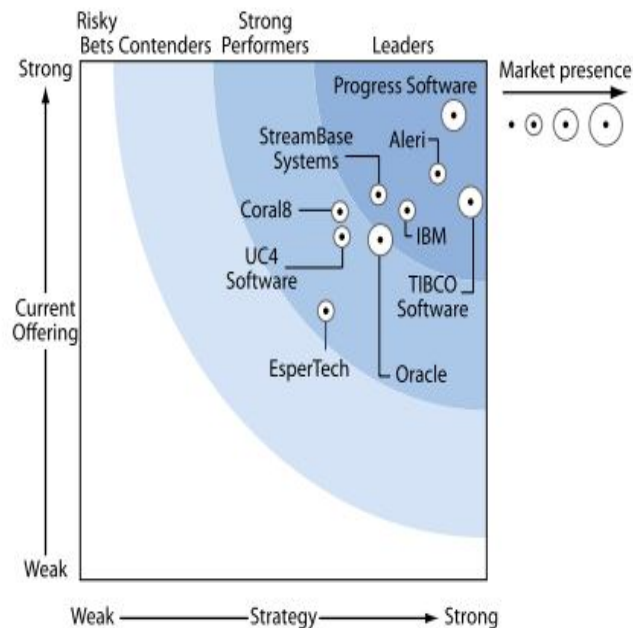 Risky
Bets
Contenders
Strong
Performers
Leaders
Strong
Market presence
Progress Software
StreamBase
Systems
Aleri
Coral8
IBM
UC4
Software
TIBCO
Software
Current
Offering
EsperTech
Oracle
Weak
Weak
Strategy
Strong